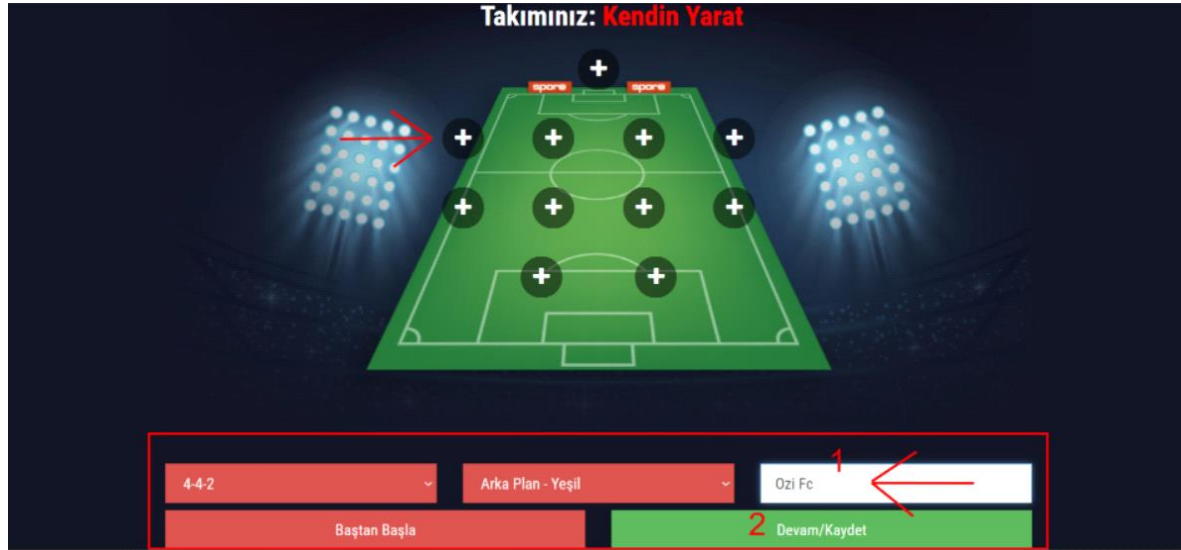 Takımınız: Kendin Yarat
spore spore
1
4-4-2 Arka Plan - Yeşil Ozi Fc
Baştan Başla 2 Devam/Kaydet